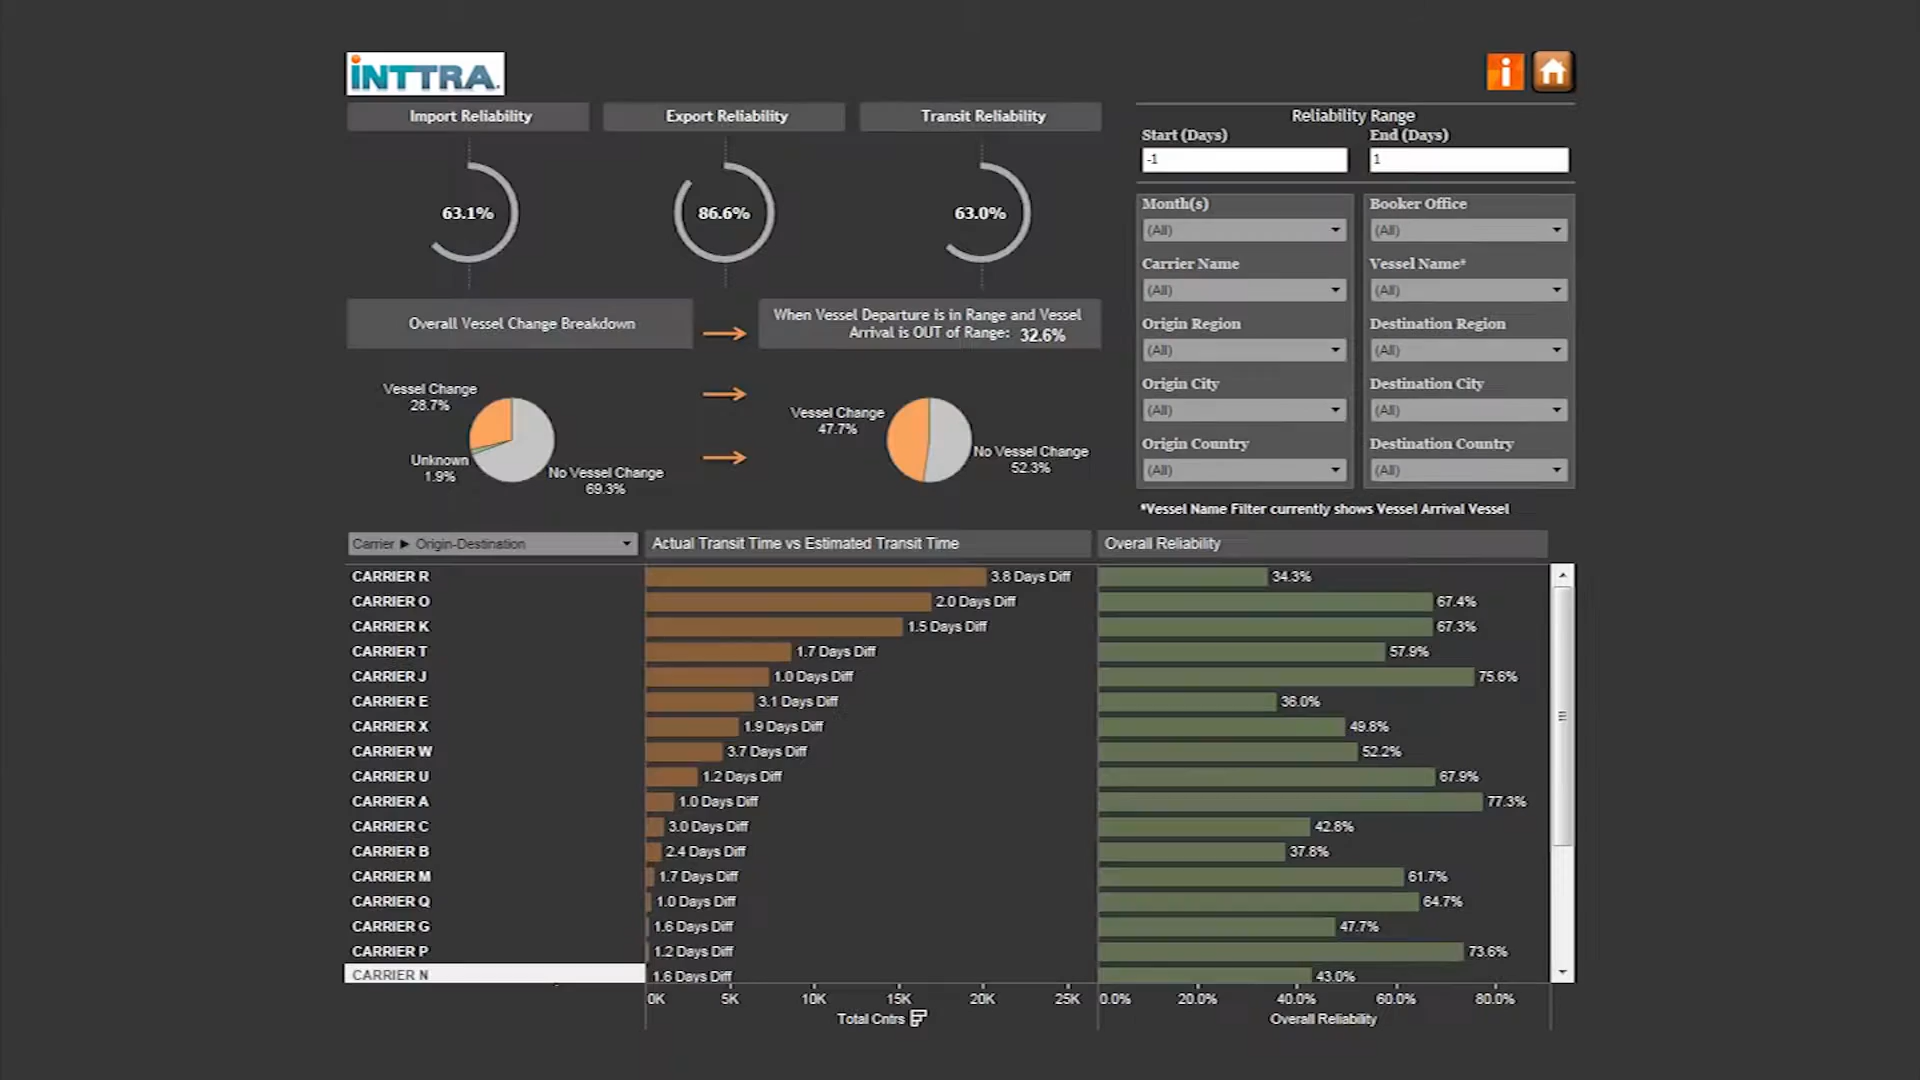 iNTTRA.
i
Import Reliability
Export Reliability
Transit Reliability
63.1%
86.6%
63.0%
Reliability Range
Start (Days)
End (Days)
-1
1
Month(s)
Booker Office
(All)
(All)
Carrier Name
Vessel Name*
(All)
(All)
Origin Region
Destination Region
(All)
(All)
Origin City
Destination City
(All)
(All)
Origin Country
Destination Country
(All)
(All)
*Vessel Name Filter currently shows Vessel Arrival Vessel
Overall Vessel Change Breakdown
When Vessel Departure is in Range and Vessel
Arrival is OUT of Range: 32.6%
Vessel Change
28.7%
Unknown
1.9%
No Vessel Change
69.3%
Vessel Change
47.7%
No Vessel Change
52.3%
Carrier ► Origin-Destination
Actual Transit Time vs Estimated Transit Time
Overall Reliability
CARRIER R 3.8 Days Diff 34.3%
CARRIER O 2.0 Days Diff 67.4%
CARRIER K 1.5 Days Diff 67.3%
CARRIER T 1.7 Days Diff 57.9%
CARRIER J 1.0 Days Diff 75.6%
CARRIER E 3.1 Days Diff 36.0%
CARRIER X 1.9 Days Diff 49.8%
CARRIER W 3.7 Days Diff 52.2%
CARRIER U 1.2 Days Diff 67.9%
CARRIER A 1.0 Days Diff 77.3%
CARRIER C 3.0 Days Diff 42.8%
CARRIER B 2.4 Days Diff 37.8%
CARRIER M 1.7 Days Diff 61.7%
CARRIER Q 1.0 Days Diff 64.7%
CARRIER G 1.6 Days Diff 47.7%
CARRIER P 1.2 Days Diff 73.6%
CARRIER N 1.6 Days Diff 43.0%
0K 5K 10K 15K 20K 25K
0.0% 20.0% 40.0% 60.0% 80.0%
Total Cntrs
Overall Reliability